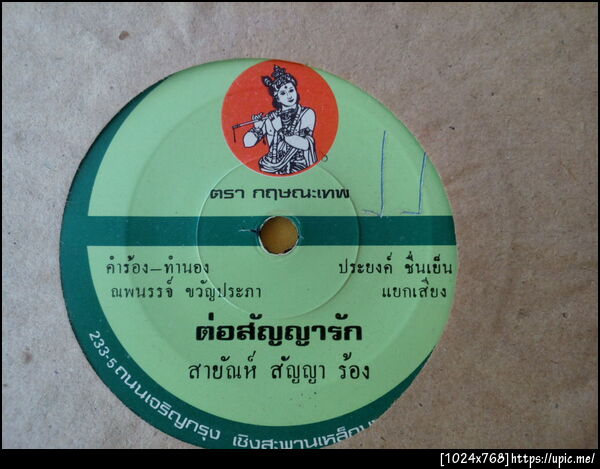 ตรา กฤษณะเทพ
คำร้อง–ทำนอง
ณพนรรจ์ ขวัญประภา
ประยงค์ ชื่นเย็น
แยกเสียง
ต่อสัญญารัก
สายัณห์ สัญญา ร้อง
233-5 ถนนเจริญกรุง เชิงสะพานเหล็กบน
[1024x768]https://upic.me/